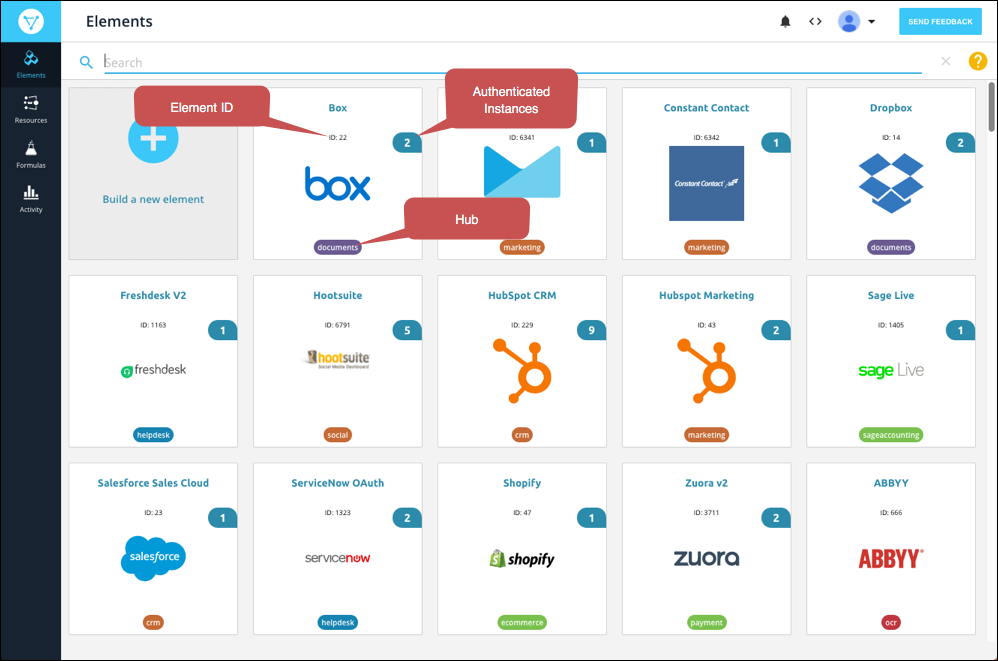 Elements
SEND FEEDBACK
Search
?
Elements
Resources
Formulas
Activity
Element ID
Authenticated
Instances
Hub
Build a new element
Box
ID: 22
2
box
documents
ID: 6341
1
marketing
Constant Contact
ID: 6342
1
Constant Contact
marketing
Dropbox
ID: 14
2
documents
Freshdesk V2
ID: 1163
1
freshdesk
helpdesk
Hootsuite
ID: 6791
5
hootsuite
Social Media Dashboard
social
HubSpot CRM
ID: 229
9
crm
Hubspot Marketing
ID: 43
2
marketing
Sage Live
ID: 1405
1
sage Live
sageaccounting
Salesforce Sales Cloud
ID: 23
1
salesforce
crm
ServiceNow OAuth
ID: 1323
2
servicenow
helpdesk
Shopify
ID: 47
1
shopify
ecommerce
Zuora v2
ID: 3711
2
zuora
payment
ABBYY
ID: 666
ABBYY
ocr